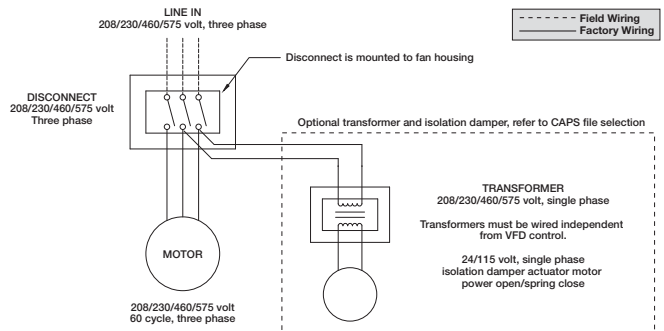 LINE IN
208/230/460/575 volt, three phase
Field Wiring
Factory Wiring
Disconnect is mounted to fan housing
DISCONNECT
208/230/460/575 volt
Three phase
Optional transformer and isolation damper, refer to CAPS file selection
TRANSFORMER
208/230/460/575 volt, single phase
Transformers must be wired independent
from VFD control.
24/115 volt, single phase
isolation damper actuator motor
power open/spring close
MOTOR
208/230/460/575 volt
60 cycle, three phase